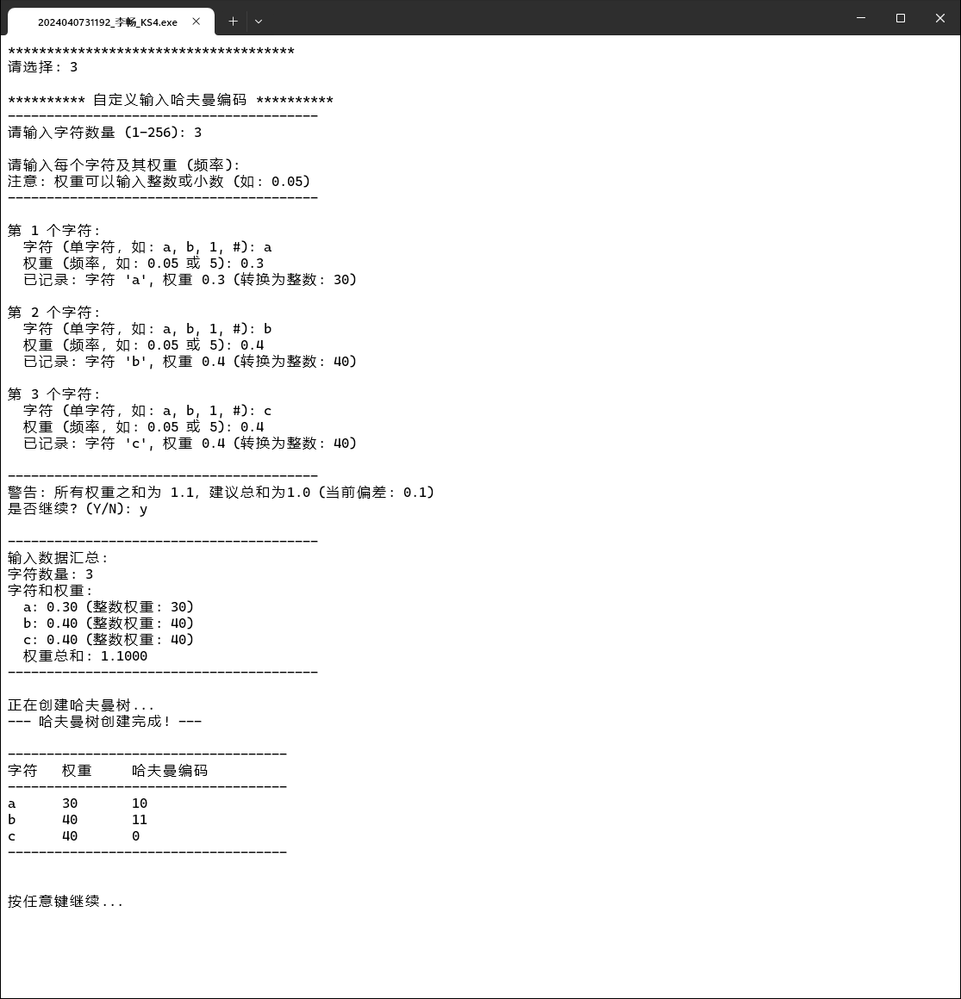 2024040731192_李畅_KS4.exe
*************************************
请选择: 3
********** 自定义输入哈夫曼编码 **********
----------------------------------------
请输入字符数量 (1-256): 3
请输入每个字符及其权重 (频率):
注意: 权重可以输入整数或小数 (如: 0.05)
----------------------------------------
第 1 个字符:
字符 (单字符, 如: a, b, 1, #): a
权重 (频率, 如: 0.05 或 5): 0.3
已记录: 字符 'a', 权重 0.3 (转换为整数: 30)
第 2 个字符:
字符 (单字符, 如: a, b, 1, #): b
权重 (频率, 如: 0.05 或 5): 0.4
已记录: 字符 'b', 权重 0.4 (转换为整数: 40)
第 3 个字符:
字符 (单字符, 如: a, b, 1, #): c
权重 (频率, 如: 0.05 或 5): 0.4
已记录: 字符 'c', 权重 0.4 (转换为整数: 40)
----------------------------------------
警告: 所有权重之和为 1.1, 建议总和为1.0 (当前偏差: 0.1)
是否继续? (Y/N): y
----------------------------------------
输入数据汇总:
字符数量: 3
字符和权重:
a: 0.30 (整数权重: 30)
b: 0.40 (整数权重: 40)
c: 0.40 (整数权重: 40)
权重总和: 1.1000
----------------------------------------
正在创建哈夫曼树...
--- 哈夫曼树创建完成! ---
------------------------------------
字符 权重 哈夫曼编码
------------------------------------
a 30 10
b 40 11
c 40 0
------------------------------------
按任意键继续...